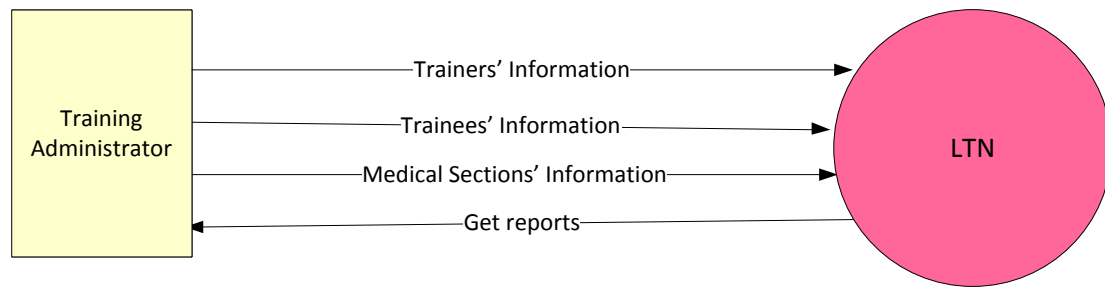 Trainers’ Information
Training
Administrator
Trainees’ Information
LTN
Medical Sections’ Information
Get reports